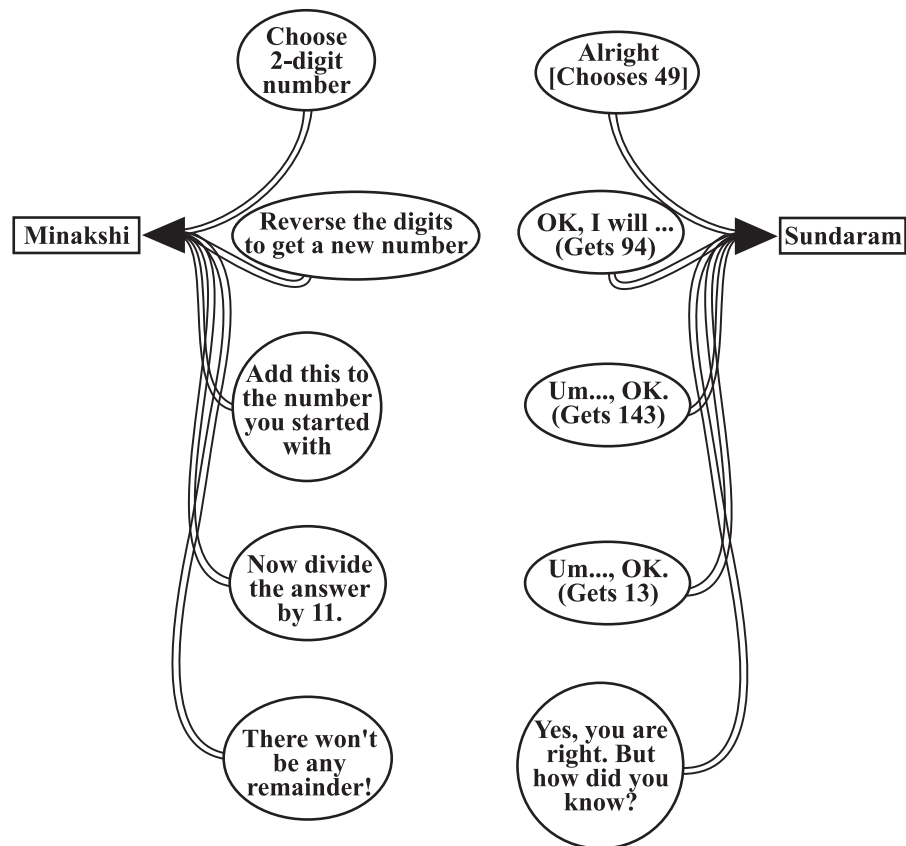 Choose
2-digit
number
Alright
[Chooses 49]
Minakshi
Reverse the digits
to get a new number
OK, I will ...
(Gets 94)
Sundaram
Add this to
the number
you started
with
Um..., OK.
(Gets 143)
Now divide
the answer
by 11.
Um..., OK.
(Gets 13)
There won't
be any
remainder!
Yes, you are
right. But
how did you
know?